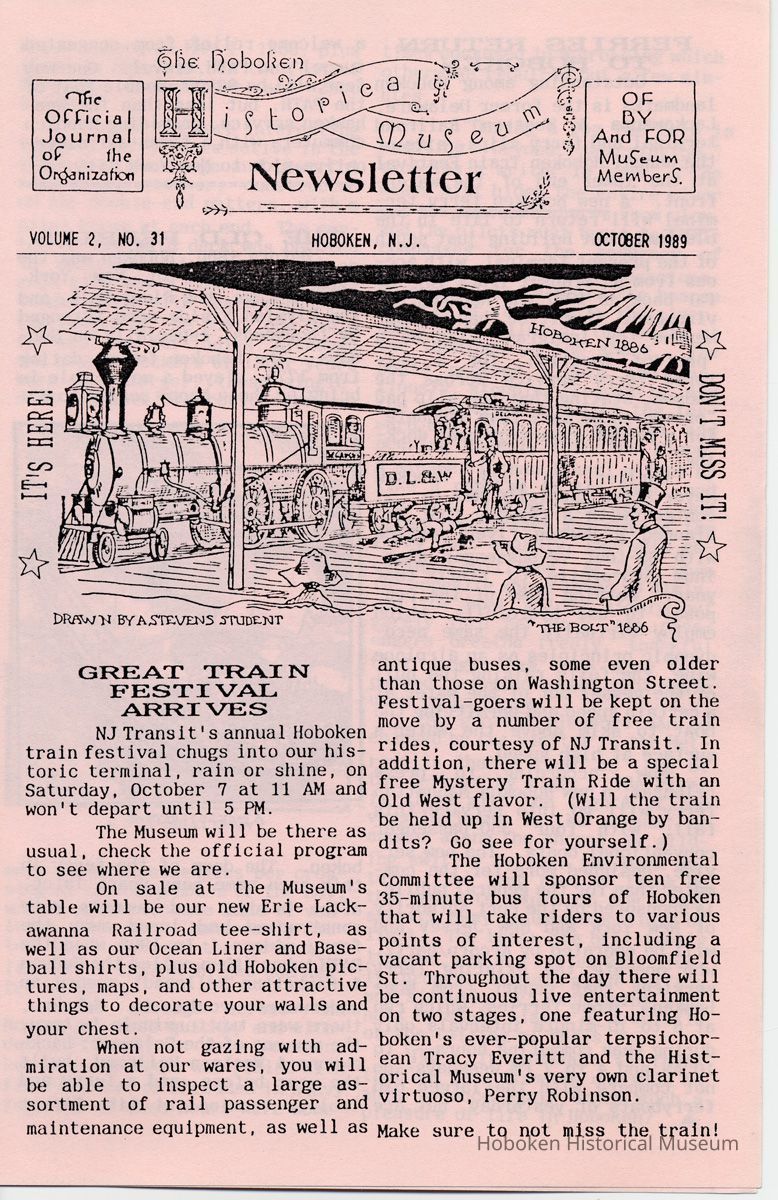 The Hoboken
Historical
Museum
Newsletter
The
Official
Journal
of the
Organization
OF
BY
And FOR
Museum
Members.
VOLUME 2, NO. 31 HOBOKEN, N.J. OCTOBER 1989
HOBOKEN 1886
IT'S HERE!
DON'T MISS IT!
D.L.&W
DRAWN BY A STEVENS STUDENT
"THE BOLT" 1886
GREAT TRAIN
FESTIVAL
ARRIVES
NJ Transit's annual Hoboken
train festival chugs into our his-
toric terminal, rain or shine, on
Saturday, October 7 at 11 AM and
won't depart until 5 PM.
The Museum will be there as
usual, check the official program
to see where we are.
On sale at the Museum's
table will be our new Erie Lack-
awanna Railroad tee-shirt, as
well as our Ocean Liner and Base-
ball shirts, plus old Hoboken pic-
tures, maps, and other attractive
things to decorate your walls and
your chest.
When not gazing with ad-
miration at our wares, you will
be able to inspect a large as-
sortment of rail passenger and
maintenance equipment, as well as
antique buses, some even older
than those on Washington Street.
Festival-goers will be kept on the
move by a number of free train
rides, courtesy of NJ Transit. In
addition, there will be a special
free Mystery Train Ride with an
Old West flavor. (Will the train
be held up in West Orange by ban-
dits? Go see for yourself.)
The Hoboken Environmental
Committee will sponsor ten free
35-minute bus tours of Hoboken
that will take riders to various
points of interest, including a
vacant parking spot on Bloomfield
St. Throughout the day there will
be continuous live entertainment
on two stages, one featuring Ho-
boken's ever-popular terpsichor-
ean Tracy Everitt and the Hist-
orical Museum's very own clarinet
virtuoso, Perry Robinson.
Make sure to not miss the train!
Hoboken Historical Museum